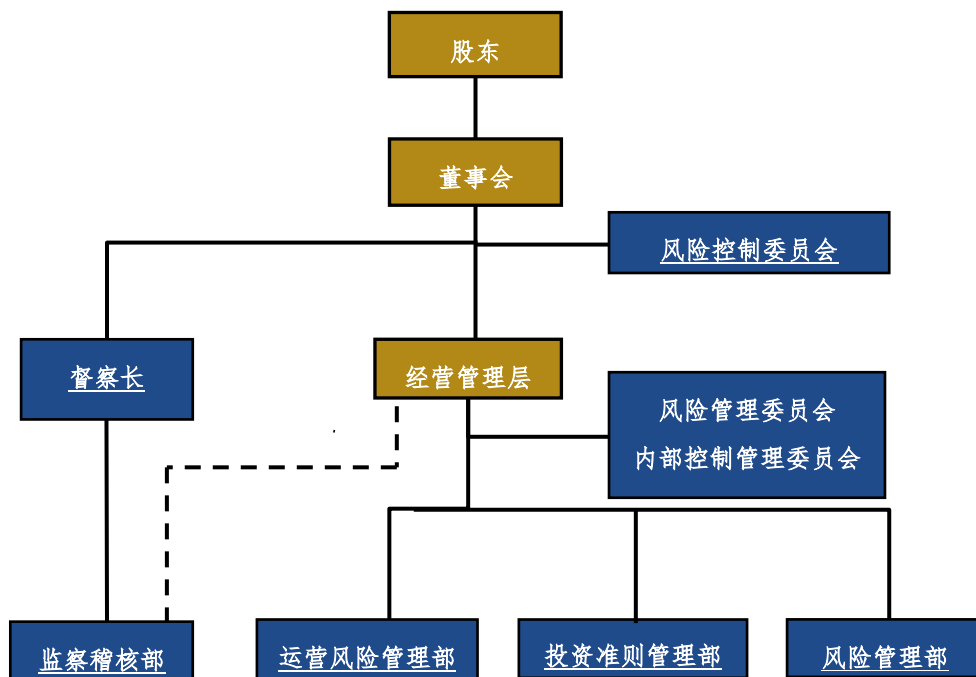 股东
董事会
风险控制委员会
督察长
经营管理层
风险管理委员会
内部控制管理委员会
监察稽核部
运营风险管理部
投资准则管理部
风险管理部